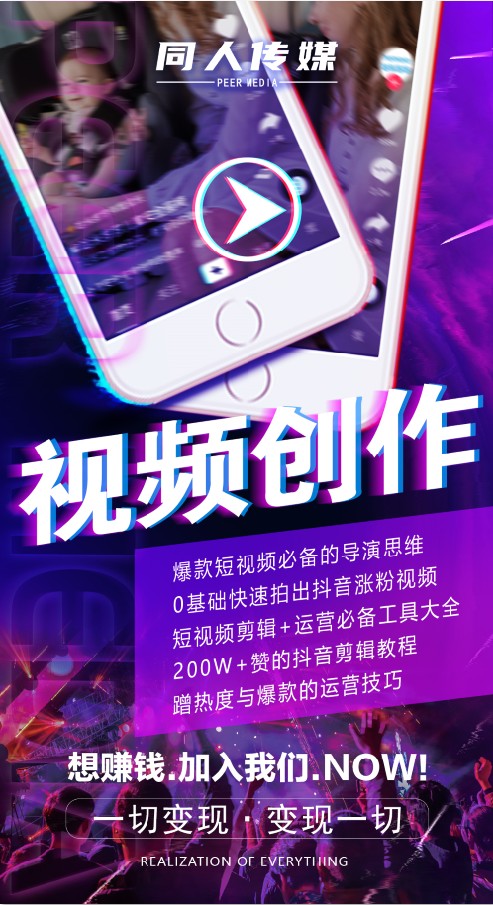 同人传媒
PEER MEDIA
视频创作
爆款短视频必备的导演思维
0基础快速拍出抖音涨粉视频
短视频剪辑+运营必备工具大全
200W+赞的抖音剪辑教程
蹭热度与爆款的运营技巧
想赚钱.加入我们.NOW!
一切变现·变现一切
REALIZATION OF EVERYTHING